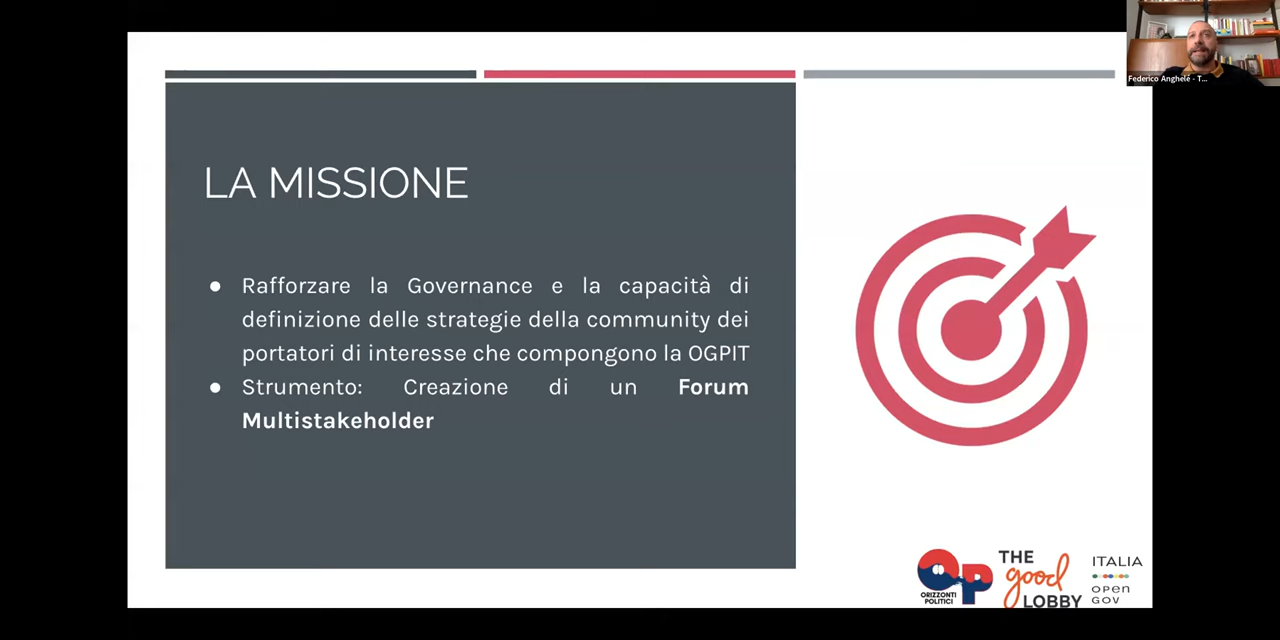 Federico Anghelé - T...
LA MISSIONE
● Rafforzare la Governance e la capacità di
definizione delle strategie della community dei
portatori di interesse che compongono la OGPIT
● Strumento: Creazione di un Forum
Multistakeholder
OP
ORIZZONTI
POLITICI
THE
good
LOBBY
ITALIA
open
GOV